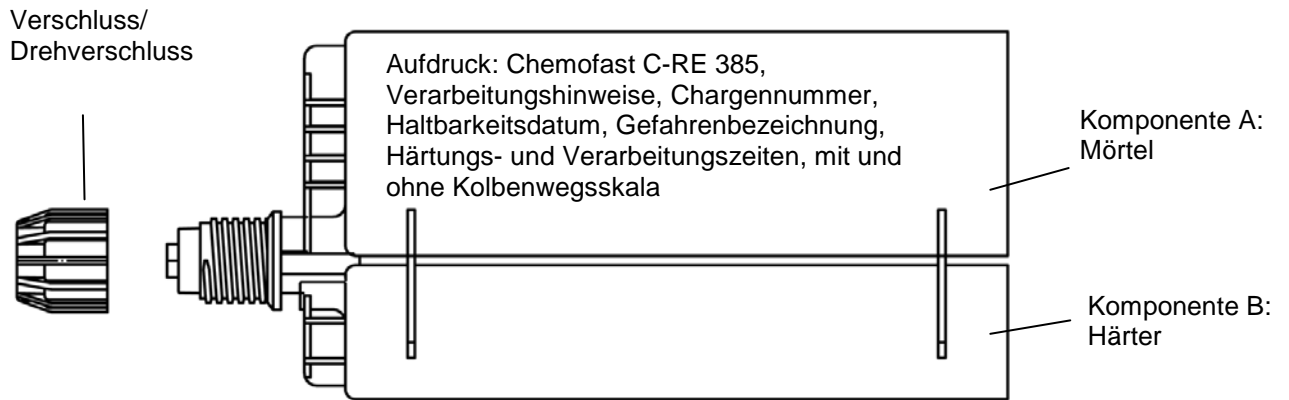 Verschluss/
Drehverschluss
Aufdruck: Chemofast C-RE 385,
Verarbeitungshinweise, Chargennummer,
Haltbarkeitsdatum, Gefahrenbezeichnung,
Härtungs- und Verarbeitungszeiten, mit und
ohne Kolbenwegsskala
Komponente A:
Mörtel
Komponente B:
Härter